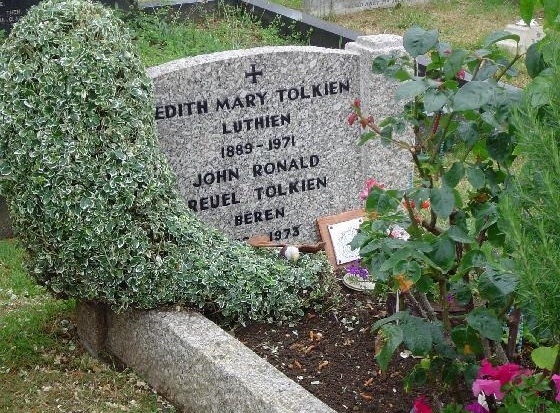 EDITH MARY TOLKIEN
LUTHIEN
1889 – 1971
JOHN RONALD
REUEL TOLKIEN
BEREN
1973